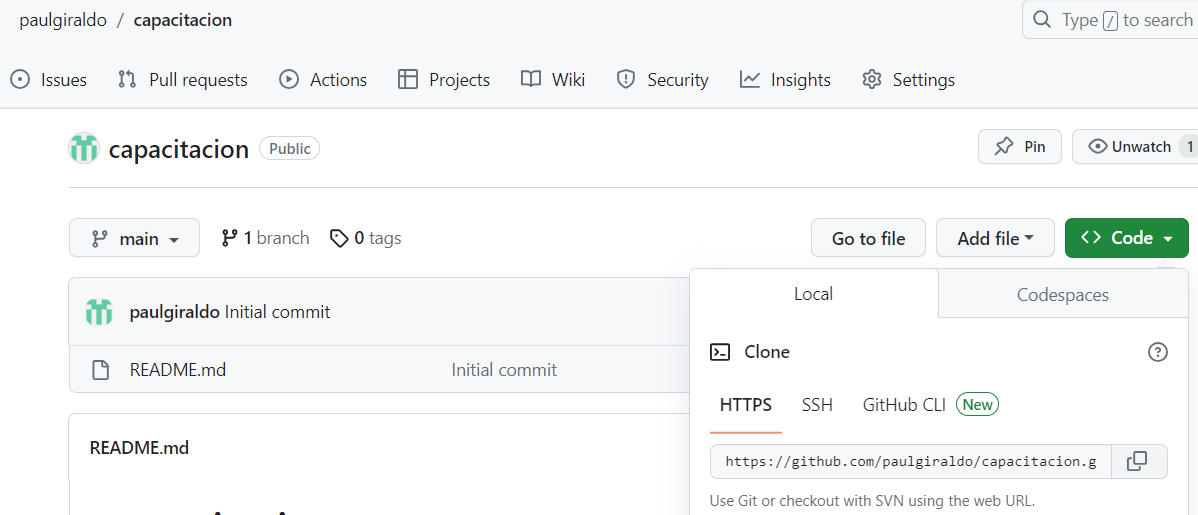 paulgiraldo / capacitacion
Type / to search
Issues Pull requests Actions Projects Wiki Security Insights Settings
capacitacion Public
Pin Unwatch 1
main 1 branch 0 tags
Go to file Add file Code
Local Codespaces
paulgiraldo Initial commit
Clone
README.md Initial commit
HTTPS SSH GitHub CLI New
README.md
https://github.com/paulgiraldo/capacitacion.g
Use Git or checkout with SVN using the web URL.